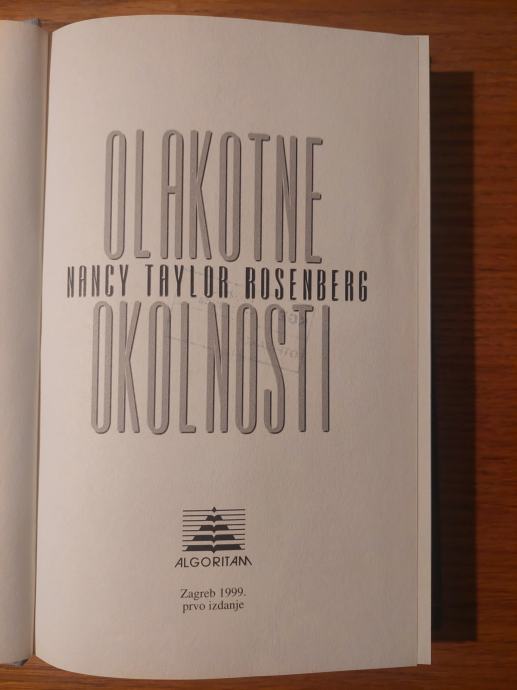 OLAKOTNE
NANCY TAYLOR ROSENBERG
OKOLNOSTI
ALGORITAM
Zagreb 1999.
prvo izdanje